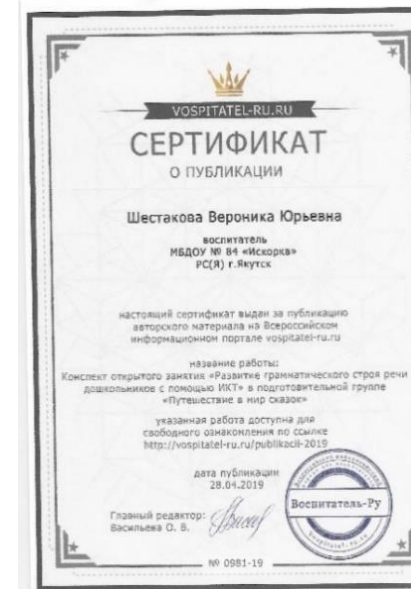 VOSPITATEL-RU.RU
СЕРТИФИКАТ
О ПУБЛИКАЦИИ
Шестакова Вероника Юрьевна
воспитатель
МБДОУ № 84 «Искорка»
РС(Я) г.Якутск
настоящий сертификат выдан за публикацию
авторского материала на Всероссийском
информационном портале vospitatel-ru.ru
название работы:
Конспект открытого занятия «Развитие грамматического строя речи
дошкольников с помощью ИКТ» в подготовительной группе
«Путешествие в мир сказок»
указанная работа доступна для
свободного ознакомления по ссылке
http://vospitatel-ru.ru/publikacii-2019
дата публикации
28.04.2019
Главный редактор:
Васильева О. В.
Воспитатель-Ру
№ 0981-19